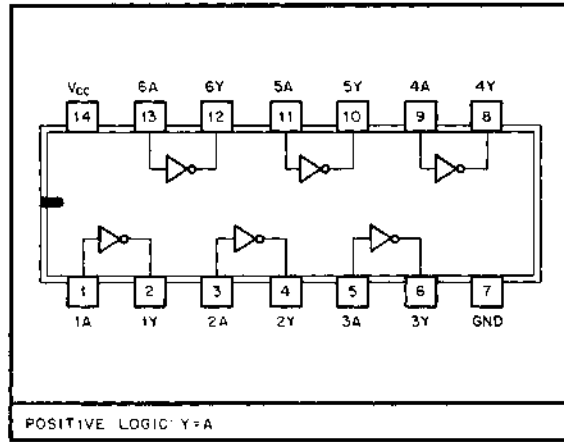 Vcc 6A 6Y 5A 5Y 4A 4Y
14 13 12 11 10 9 8
1 2 3 4 5 6 7
1A 1Y 2A 2Y 3A 3Y GND
POSITIVE LOGIC: Y=A